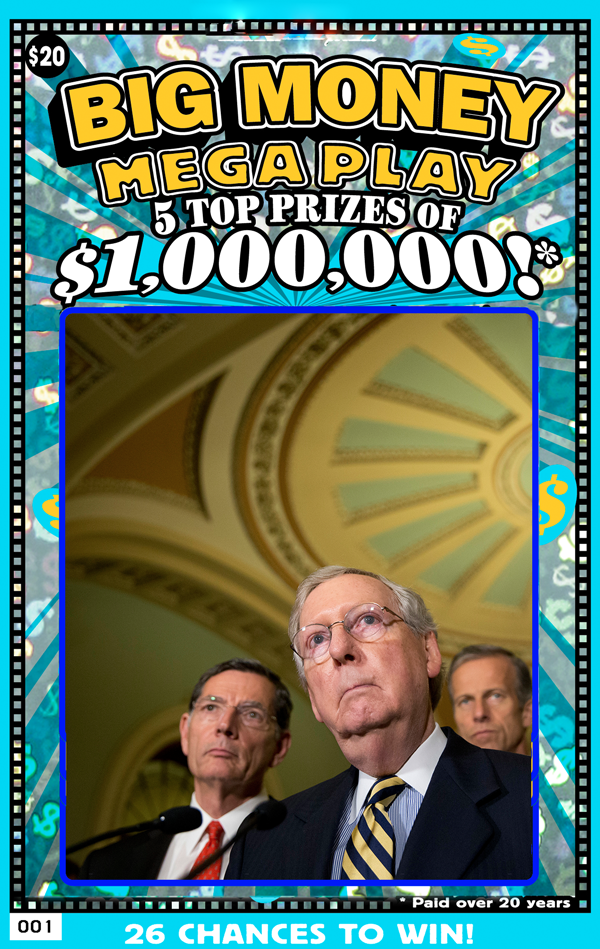 $20
BIG MONEY
MEGA PLAY
5 TOP PRIZES OF
$1,000,000!*
* Paid over 20 years
001
26 CHANCES TO WIN!